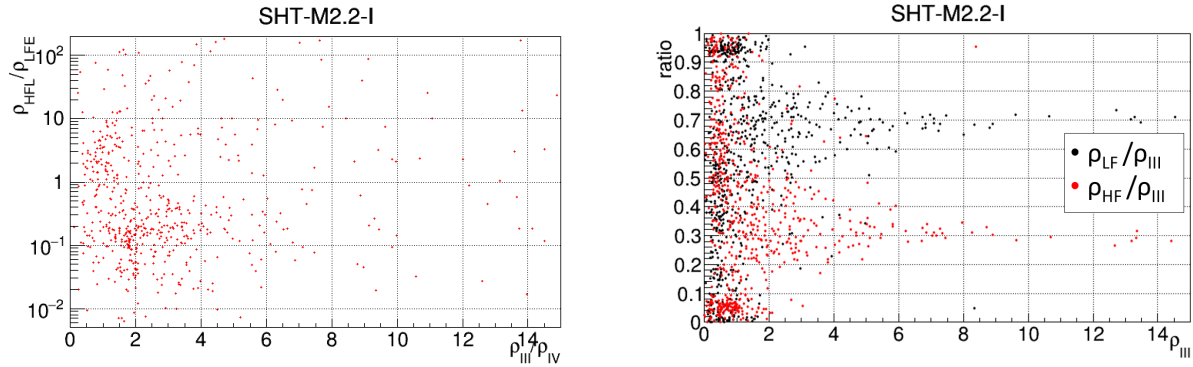 SHT-M2.2-I
ρHFL/ρLFE
10²
10
1
10⁻¹
10⁻²
0 2 4 6 8 10 12 14
ρIII/ρIV
SHT-M2.2-I
ratio
1
0.9
0.8
0.7
0.6
0.5
0.4
0.3
0.2
0.1
0
0 2 4 6 8 10 12 14
ρIII
ρLF/ρIII
ρHF/ρIII